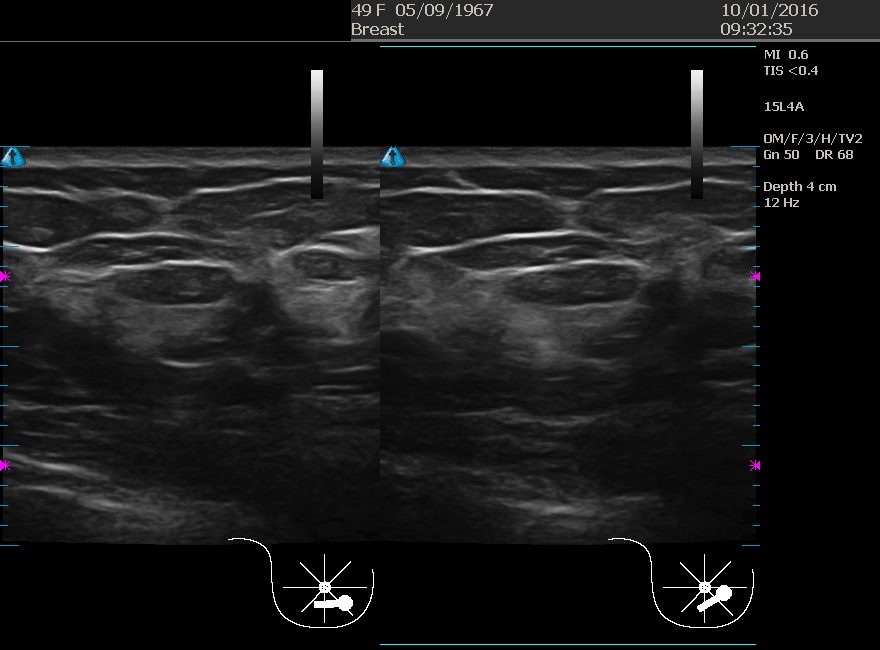 49 F 05/09/1967 10/01/2016
Breast 09:32:35
MI 0.6
TIS <0.4
15L4A
OM/F/3/H/TV2
Gn 50 DR 68
Depth 4 cm
12 Hz